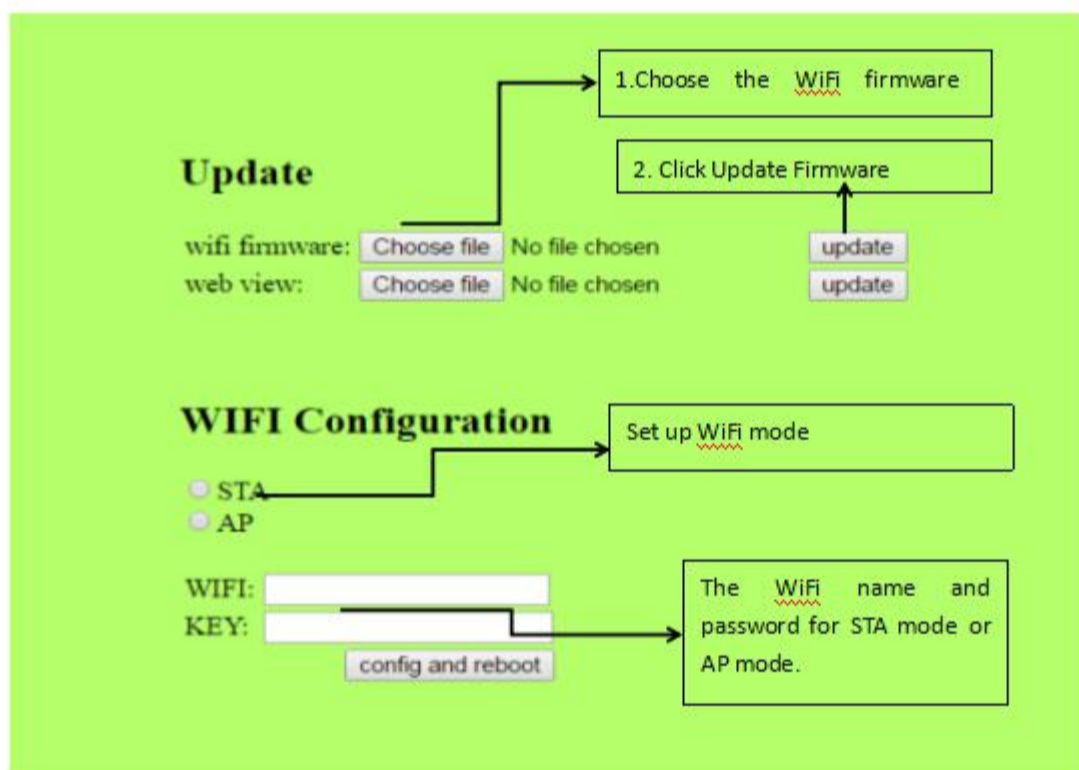 1.Choose the WiFi firmware
Update
2. Click Update Firmware
wifi firmware: Choose file No file chosen update
web view: Choose file No file chosen update
WIFI Configuration
Set up WiFi mode
STA
AP
WIFI:
KEY:
config and reboot
The WiFi name and
password for STA mode or
AP mode.